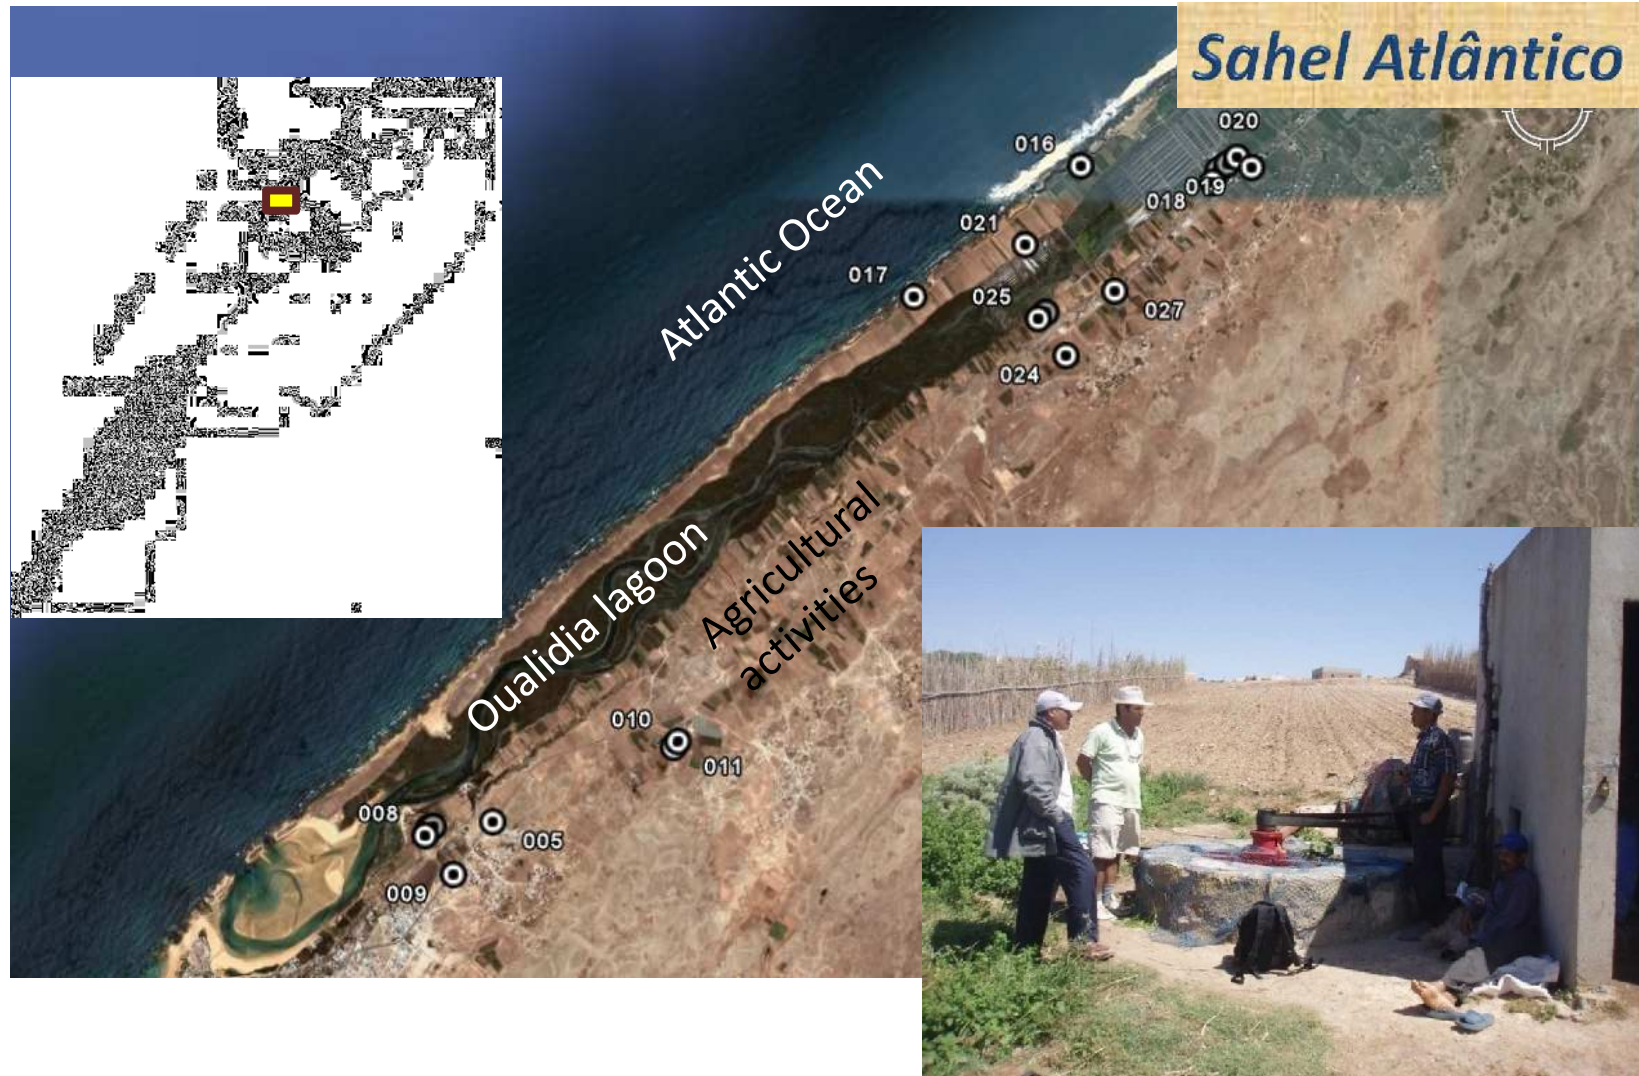 Sahel Atlântico
020
016
019
018
021
Atlantic Ocean
017
025
027
024
Agricultural
activities
Oualidia lagoon
010
011
008
005
009